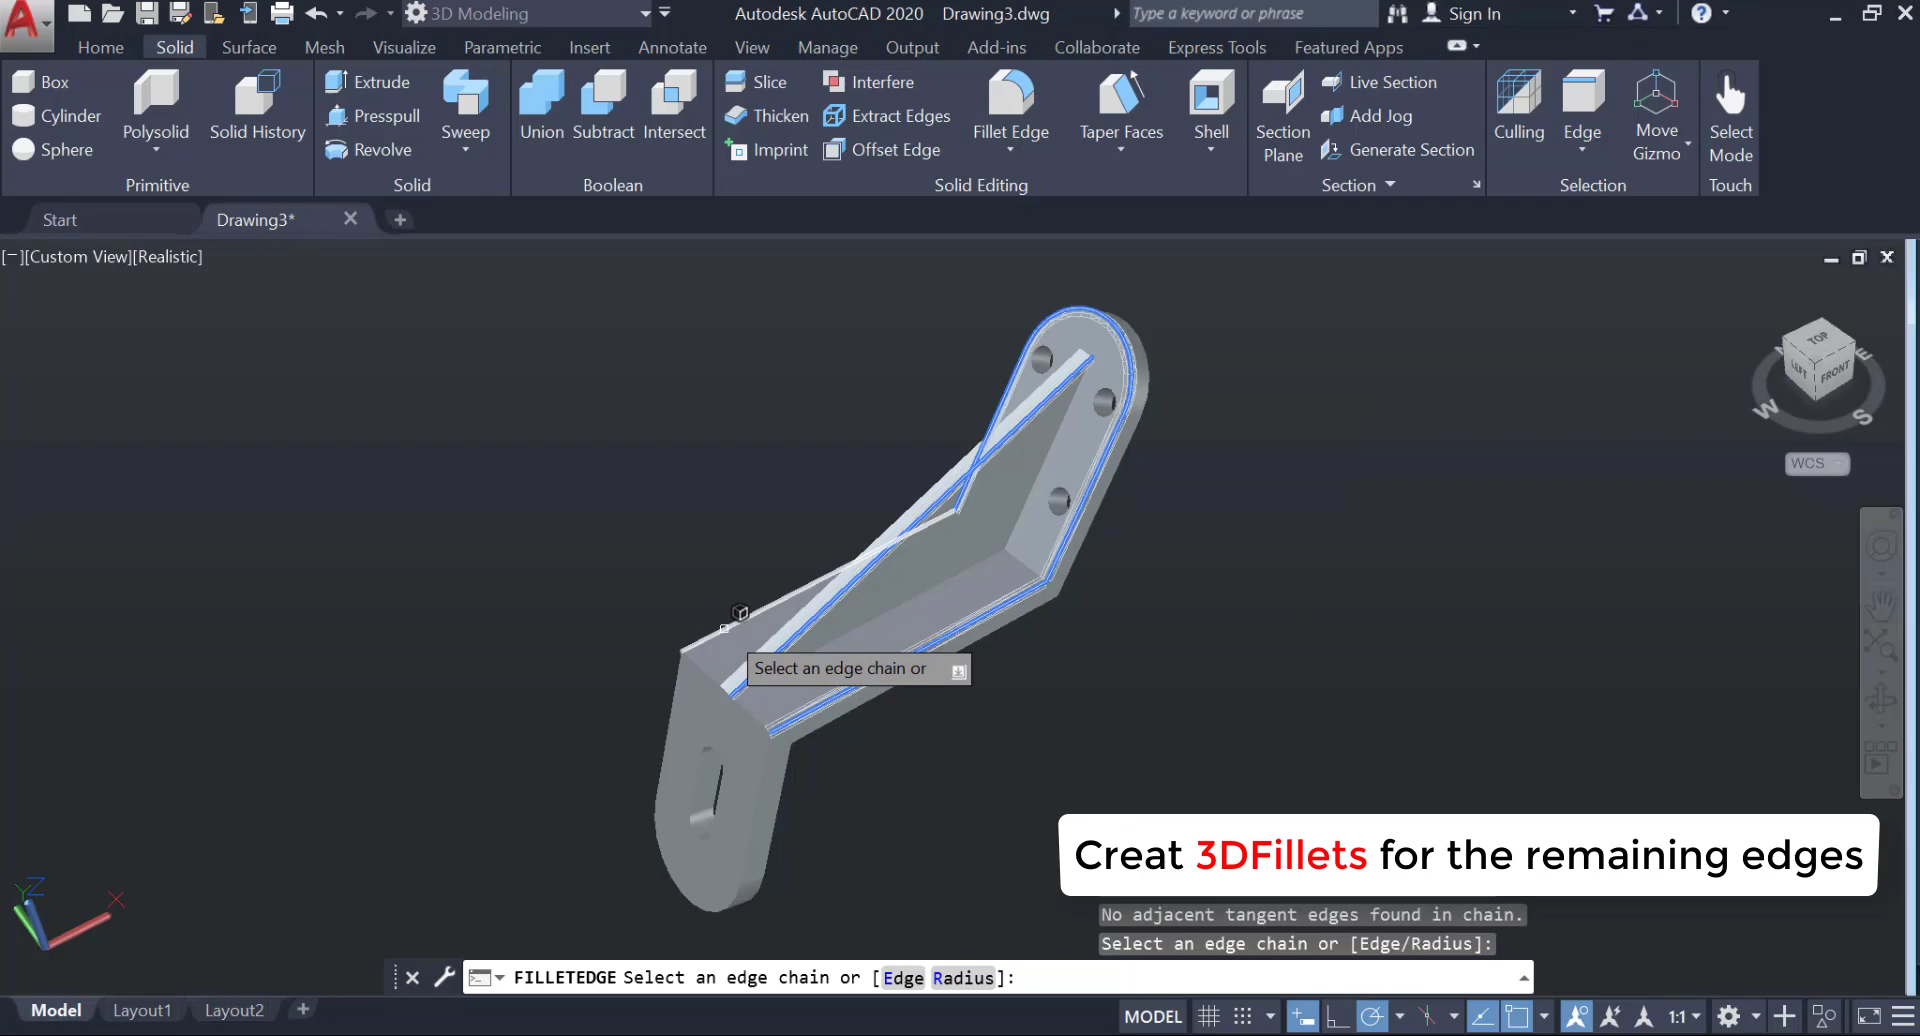 3D Modeling
Autodesk AutoCAD 2020 Drawing3.dwg
Type a keyword or phrase
Sign In
Home Solid Surface Mesh Visualize Parametric Insert Annotate View Manage Output Add-ins Collaborate Express Tools Featured Apps
Box
Cylinder
Sphere
Polysolid
Solid History
Primitive
Extrude
Presspull
Revolve
Sweep
Solid
Union
Subtract
Intersect
Boolean
Slice
Thicken
Imprint
Interfere
Extract Edges
Offset Edge
Fillet Edge
Taper Faces
Shell
Solid Editing
Section
Plane
Live Section
Add Jog
Generate Section
Section
Culling
Edge
Move
Gizmo
Selection
Select
Mode
Touch
Start
Drawing3*
[−][Custom View][Realistic]
TOP
LEFT
FRONT
E
W
S
WCS
Select an edge chain or
Creat 3DFillets for the remaining edges
No adjacent tangent edges found in chain.
Select an edge chain or [Edge/Radius]:
FILLETEDGE Select an edge chain or [Edge Radius]:
Y
Z
X
Model Layout1 Layout2
MODEL
1:1